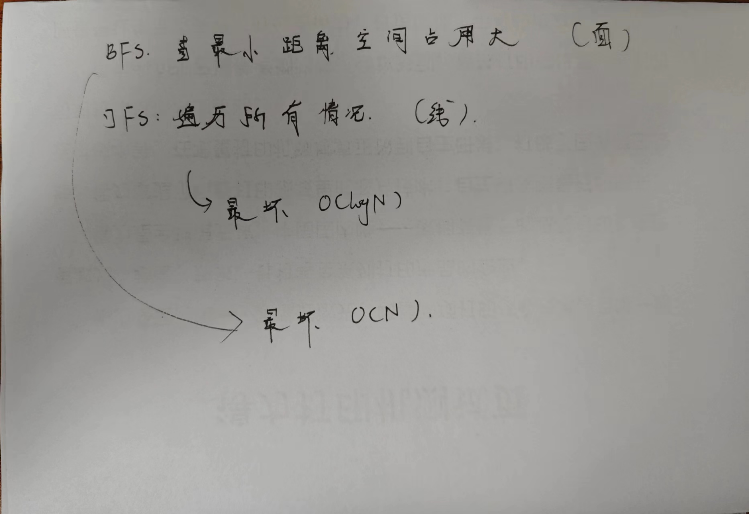 BFS. 最小距离 空间占用大 (面)
DFS: 遍历所有情况. (线).
最坏 O(logN)
最坏 O(N).